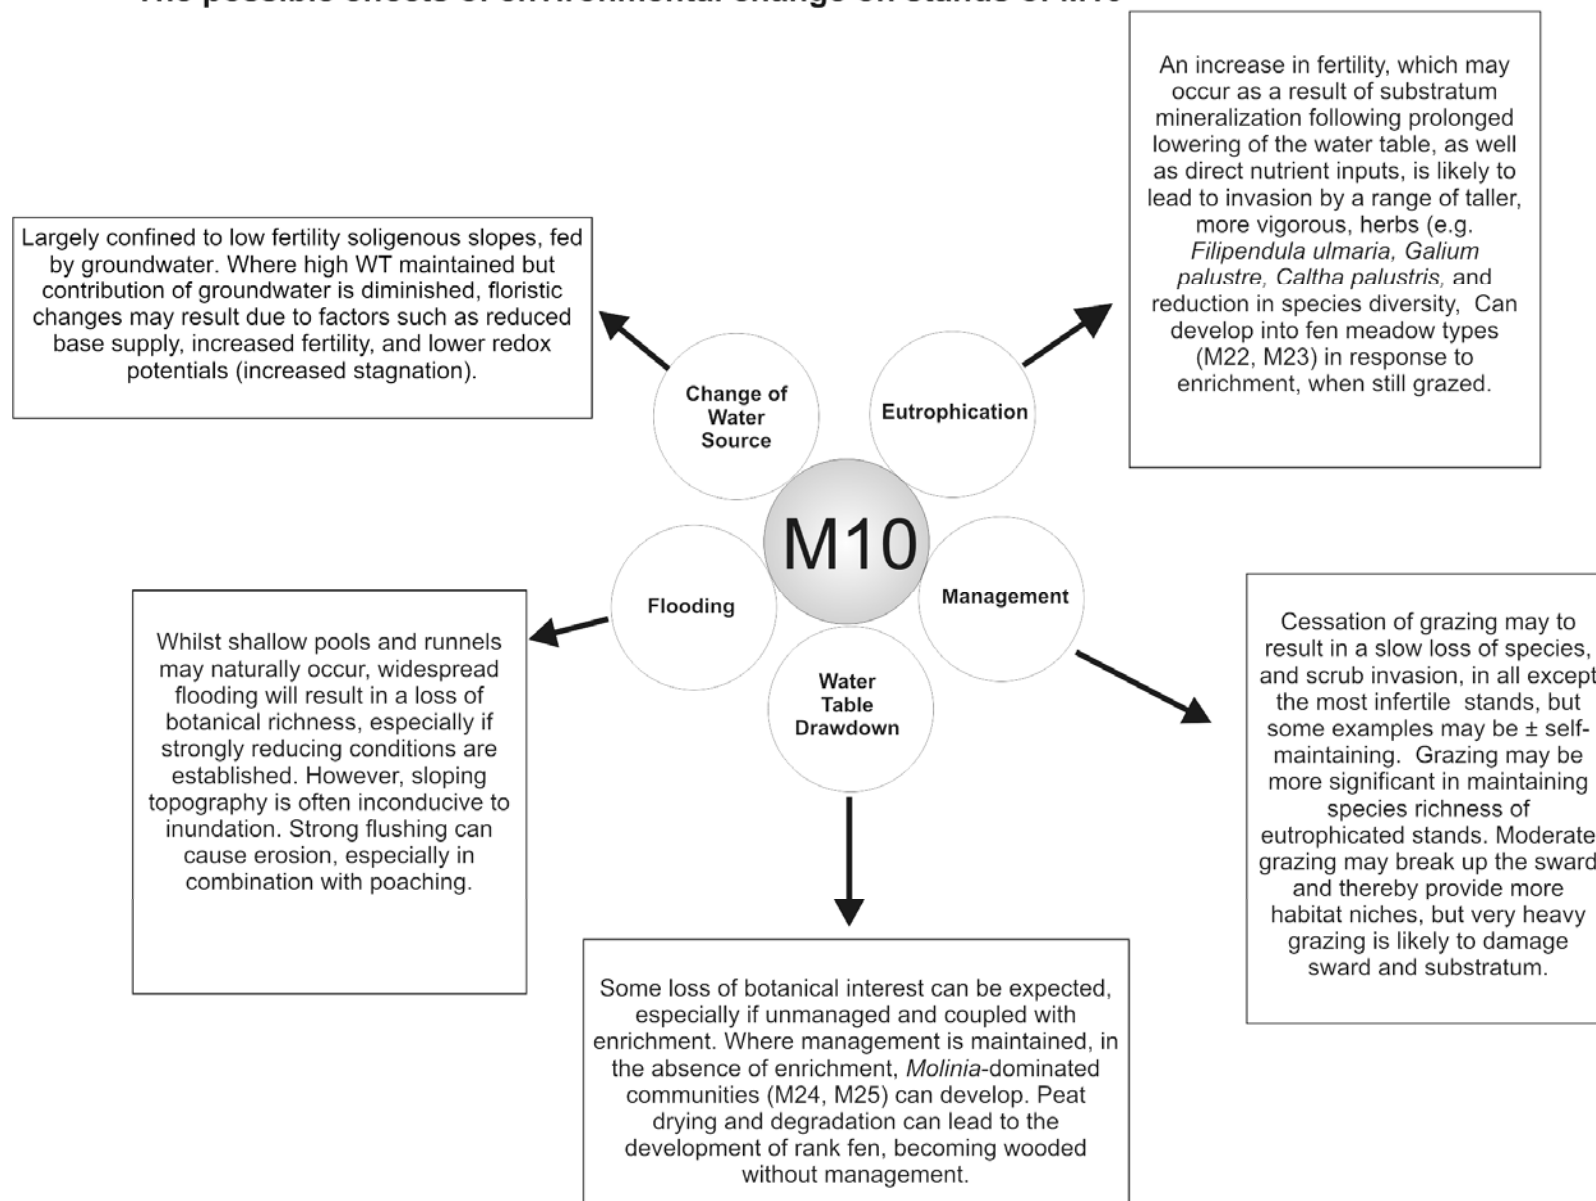 The possible effects of environmental change on stands of M10
An increase in fertility, which may
occur as a result of substratum
mineralization following prolonged
lowering of the water table, as well
as direct nutrient inputs, is likely to
lead to invasion by a range of taller,
more vigorous, herbs (e.g.
Filipendula ulmaria, Galium
palustre, Caltha palustris, and
reduction in species diversity, Can
develop into fen meadow types
(M22, M23) in response to
enrichment, when still grazed.
Largely confined to low fertility soligenous slopes, fed
by groundwater. Where high WT maintained but
contribution of groundwater is diminished, floristic
changes may result due to factors such as reduced
base supply, increased fertility, and lower redox
potentials (increased stagnation).
Change of
Water
Source
Eutrophication
M10
Flooding
Management
Water
Table
Drawdown
Whilst shallow pools and runnels
may naturally occur, widespread
flooding will result in a loss of
botanical richness, especially if
strongly reducing conditions are
established. However, sloping
topography is often inconducive to
inundation. Strong flushing can
cause erosion, especially in
combination with poaching.
Cessation of grazing may to
result in a slow loss of species,
and scrub invasion, in all except
the most infertile stands, but
some examples may be ± self-
maintaining. Grazing may be
more significant in maintaining
species richness of
eutrophicated stands. Moderate
grazing may break up the sward
and thereby provide more
habitat niches, but very heavy
grazing is likely to damage
sward and substratum.
Some loss of botanical interest can be expected,
especially if unmanaged and coupled with
enrichment. Where management is maintained, in
the absence of enrichment, Molinia-dominated
communities (M24, M25) can develop. Peat
drying and degradation can lead to the
development of rank fen, becoming wooded
without management.